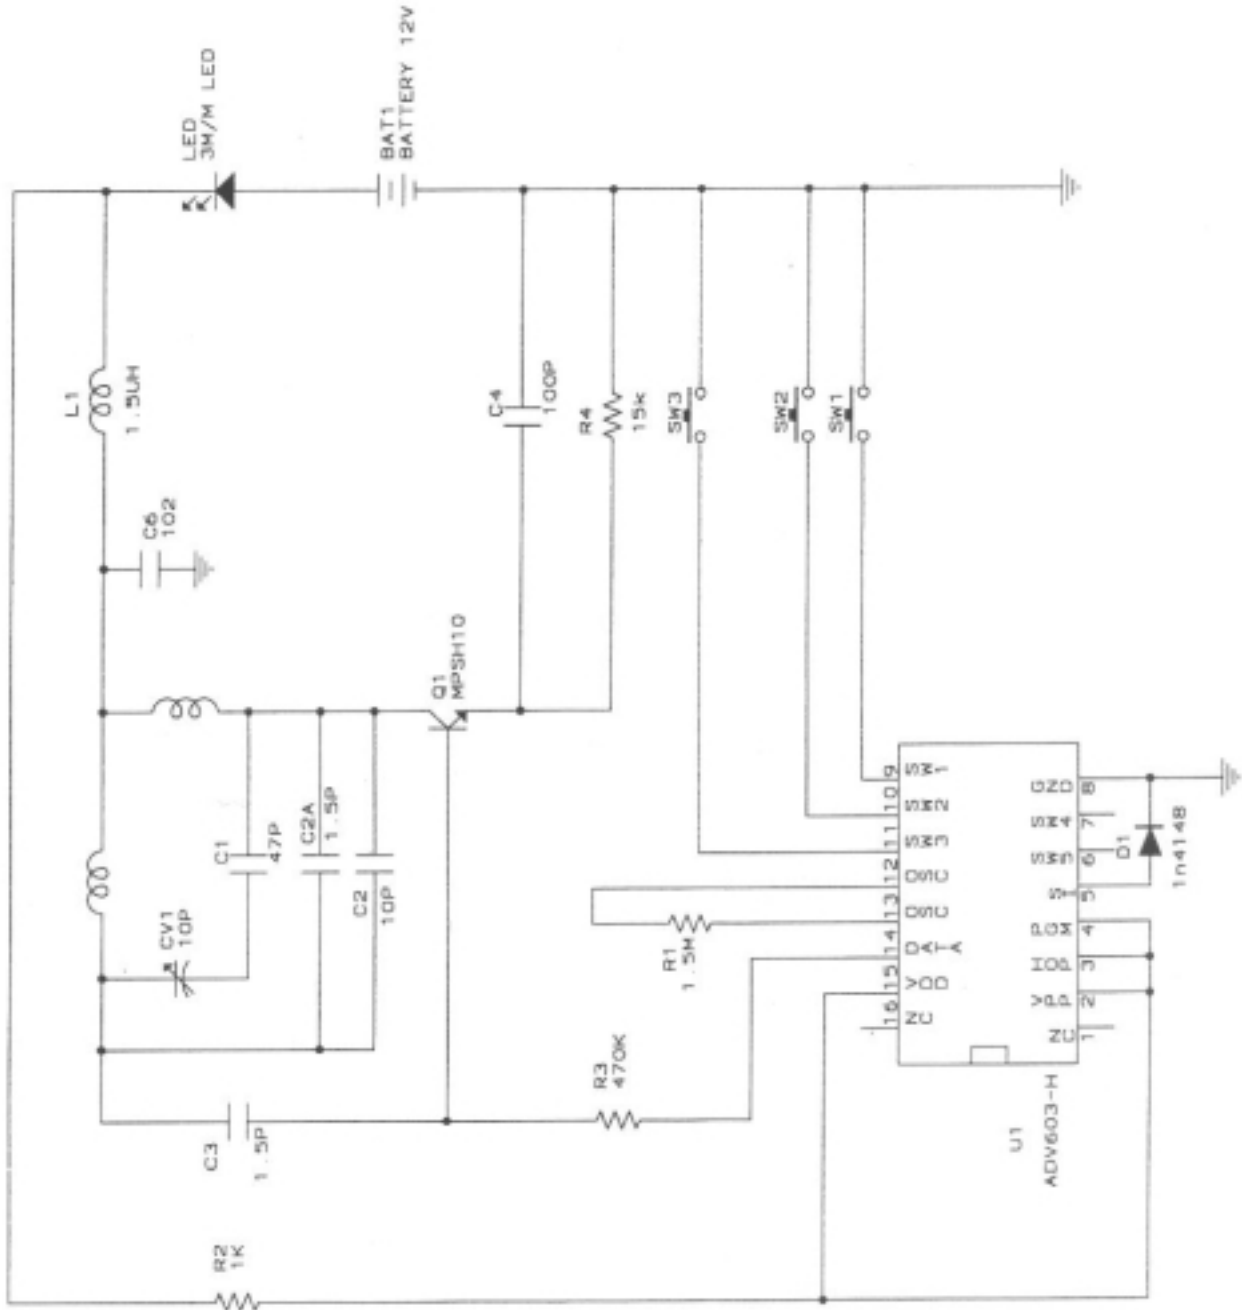 LED
3M/M LED
BAT1
BATTERY 12V
L1
1.5UH
C6
102
C4
100P
R4
15k
SW3
SW2
SW1
Q1
MPSH10
CV1
10P
C1
47P
C2A
1.5P
C2
10P
C3
1.5P
R1
1.5M
R3
470K
R2
1K
9
SW1
10
SW2
11
SW3
12
OSC
13
OSC
14
DATA
15
VDD
16
NC
GND
8
SW4
7
SW5
6
5
PGM
4
HOP
3
VPP
2
NC
1
D1
1n4148
U1
ADV603-H